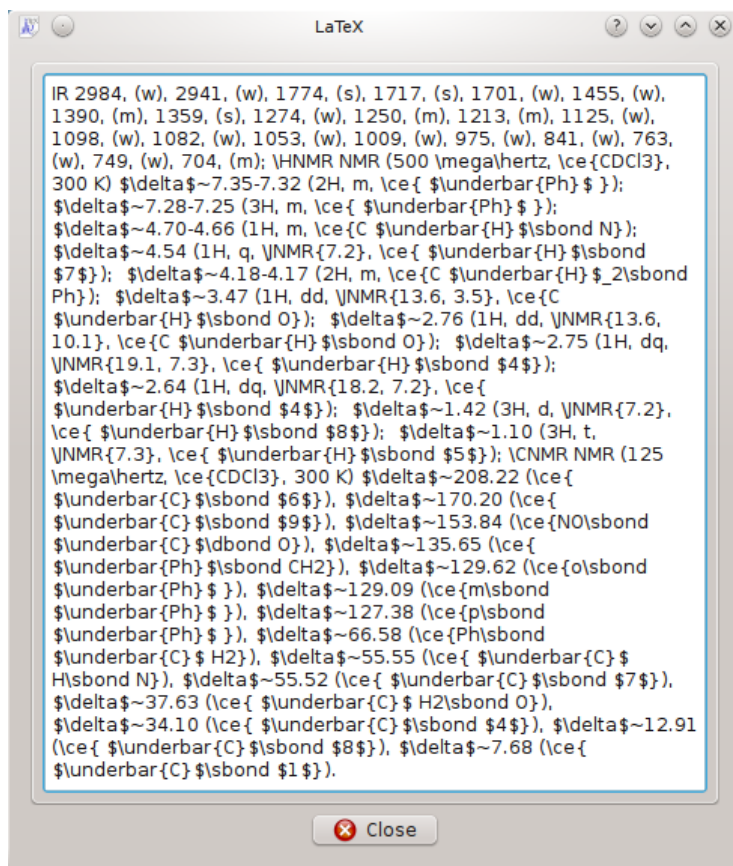 LaTeX
IR 2984, (w), 2941, (w), 1774, (s), 1717, (s), 1701, (w), 1455, (w),
1390, (m), 1359, (s), 1274, (w), 1250, (m), 1213, (m), 1125, (w),
1098, (w), 1082, (w), 1053, (w), 1009, (w), 975, (w), 841, (w), 763,
(w), 749, (w), 704, (m); \HNMR NMR (500 \mega\hertz, \ce{CDCl3},
300 K) $\delta$~7.35-7.32 (2H, m, \ce{ $\underbar{Ph}$ });
$\delta$~7.28-7.25 (3H, m, \ce{ $\underbar{Ph}$ });
$\delta$~4.70-4.66 (1H, m, \ce{C $\underbar{H}$\sbond N});
$\delta$~4.54 (1H, q, \JNMR{7.2}, \ce{ $\underbar{H}$\sbond
$7$});  $\delta$~4.18-4.17 (2H, m, \ce{C $\underbar{H}$_2\sbond
Ph});  $\delta$~3.47 (1H, dd, \JNMR{13.6, 3.5}, \ce{C
$\underbar{H}$\sbond O});  $\delta$~2.76 (1H, dd, \JNMR{13.6,
10.1}, \ce{C $\underbar{H}$\sbond O});  $\delta$~2.75 (1H, dq,
\JNMR{19.1, 7.3}, \ce{ $\underbar{H}$\sbond $4$});
$\delta$~2.64 (1H, dq, \JNMR{18.2, 7.2}, \ce{
$\underbar{H}$\sbond $4$});  $\delta$~1.42 (3H, d, \JNMR{7.2},
\ce{ $\underbar{H}$\sbond $8$});  $\delta$~1.10 (3H, t,
\JNMR{7.3}, \ce{ $\underbar{H}$\sbond $5$}); \CNMR NMR (125
\mega\hertz, \ce{CDCl3}, 300 K) $\delta$~208.22 (\ce{
$\underbar{C}$\sbond $6$}), $\delta$~170.20 (\ce{
$\underbar{C}$\sbond $9$}), $\delta$~153.84 (\ce{NO\sbond
$\underbar{C}$\dbond O}), $\delta$~135.65 (\ce{
$\underbar{Ph}$\sbond CH2}), $\delta$~129.62 (\ce{o\sbond
$\underbar{Ph}$ }), $\delta$~129.09 (\ce{m\sbond
$\underbar{Ph}$ }), $\delta$~127.38 (\ce{p\sbond
$\underbar{Ph}$ }), $\delta$~66.58 (\ce{Ph\sbond
$\underbar{C}$ H2}), $\delta$~55.55 (\ce{ $\underbar{C}$
H\sbond N}), $\delta$~55.52 (\ce{ $\underbar{C}$\sbond $7$}),
$\delta$~37.63 (\ce{ $\underbar{C}$ H2\sbond O}),
$\delta$~34.10 (\ce{ $\underbar{C}$\sbond $4$}), $\delta$~12.91
(\ce{ $\underbar{C}$\sbond $8$}), $\delta$~7.68 (\ce{
$\underbar{C}$\sbond $1$}).
Close